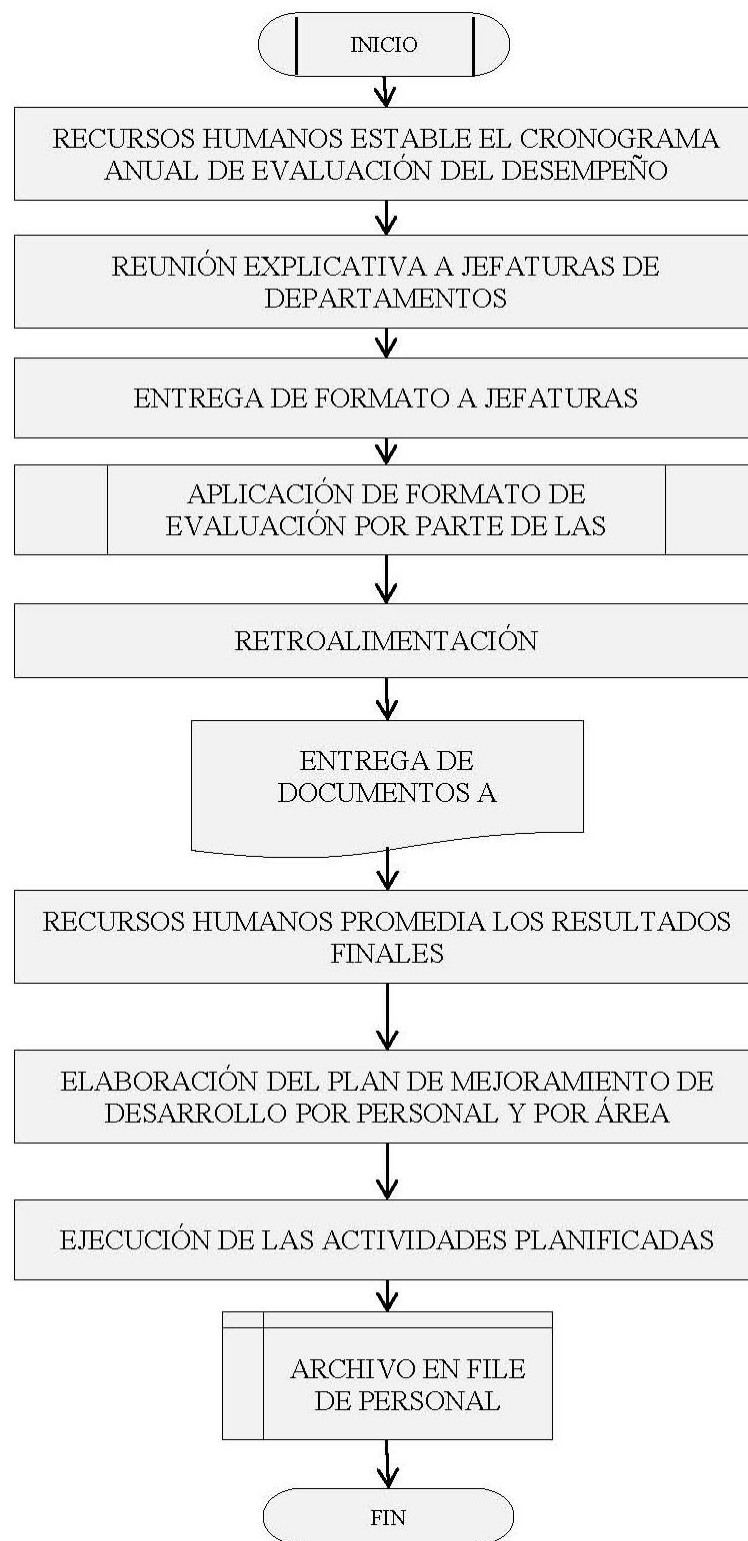 INICIO
RECURSOS HUMANOS ESTABLE EL CRONOGRAMA
ANUAL DE EVALUACIÓN DEL DESEMPEÑO
REUNIÓN EXPLICATIVA A JEFATURAS DE
DEPARTAMENTOS
ENTREGA DE FORMATO A JEFATURAS
APLICACIÓN DE FORMATO DE
EVALUACIÓN POR PARTE DE LAS
RETROALIMENTACIÓN
ENTREGA DE
DOCUMENTOS A
RECURSOS HUMANOS PROMEDIA LOS RESULTADOS
FINALES
ELABORACIÓN DEL PLAN DE MEJORAMIENTO DE
DESARROLLO POR PERSONAL Y POR ÁREA
EJECUCIÓN DE LAS ACTIVIDADES PLANIFICADAS
ARCHIVO EN FILE
DE PERSONAL
FIN